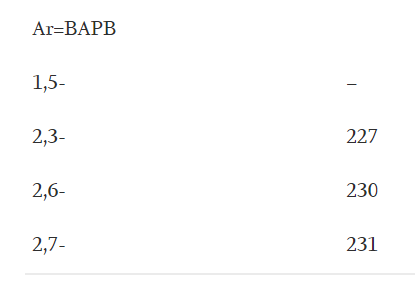 Ar=BAPB
1,5- –
2,3- 227
2,6- 230
2,7- 231